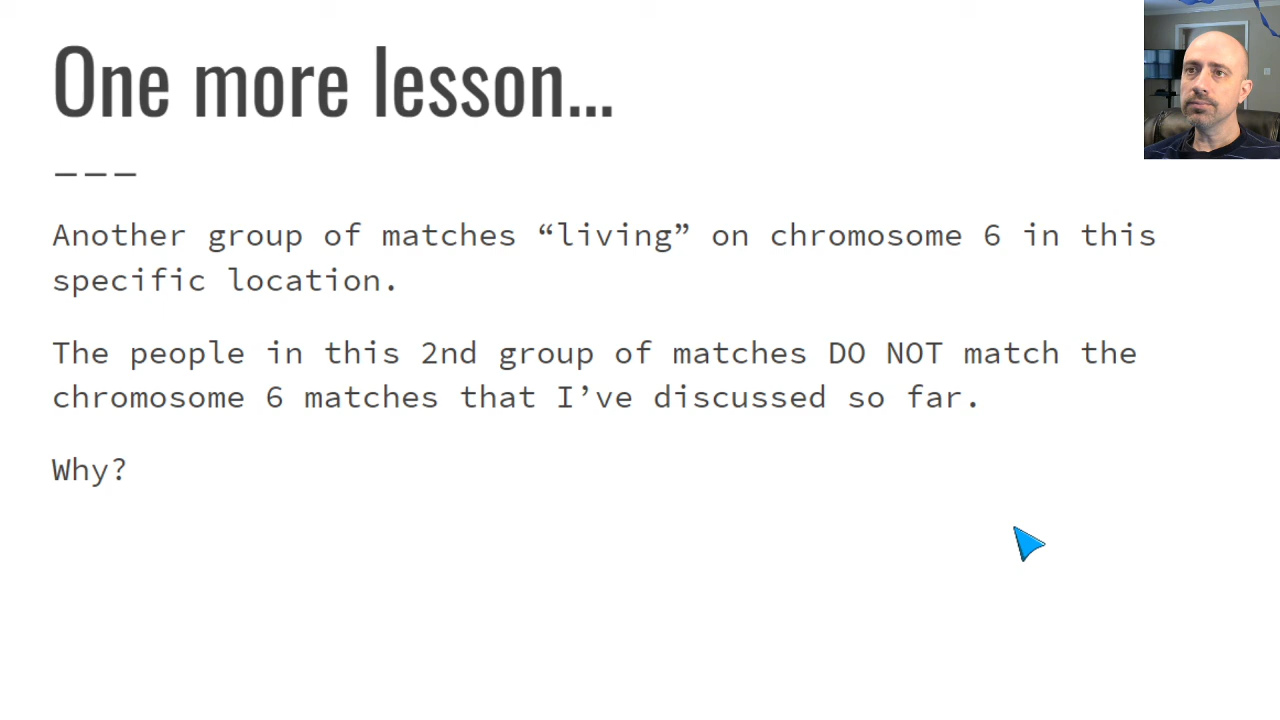 One more lesson...
Another group of matches “living” on chromosome 6 in this
specific location.
The people in this 2nd group of matches DO NOT match the
chromosome 6 matches that I’ve discussed so far.
Why?